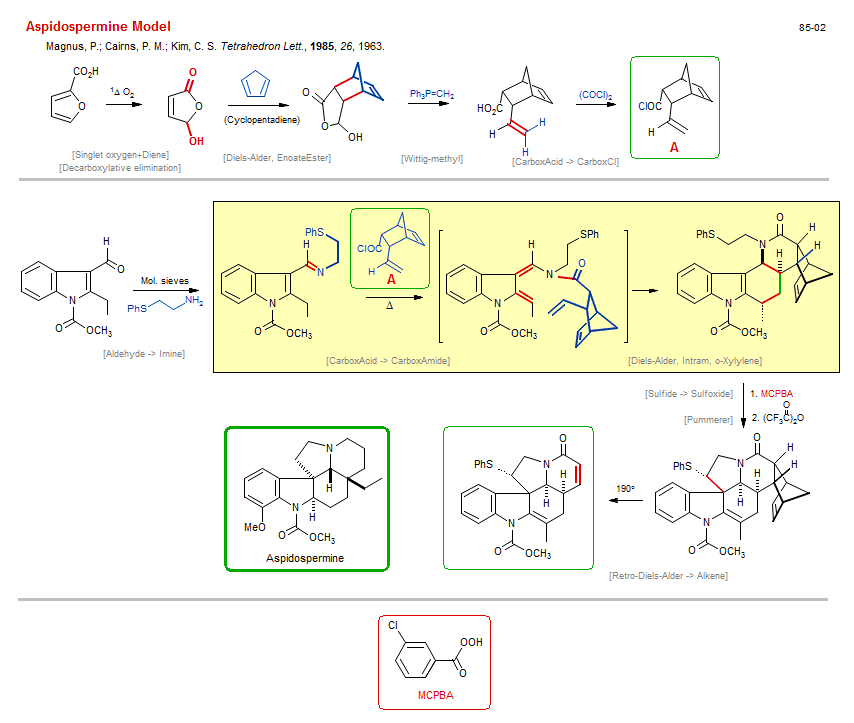 Aspidospermine Model
85-02
Magnus, P.; Cairns, P. M.; Kim, C. S. Tetrahedron Lett., 1985, 26, 1963.
CO₂H
O
¹Δ O₂
O
O
OH
(Cyclopentadiene)
O
O
OH
Ph₃P=CH₂
HO₂C
H
H
H
(COCl)₂
ClOC
H
A
[Singlet oxygen+Diene]
[Decarboxylative elimination]
[Diels-Alder, EnoateEster]
[Wittig-methyl]
[CarboxAcid -> CarboxCl]
H
O
N
O
OCH₃
Mol. sieves
PhS
NH₂
[Aldehyde -> Imine]
PhS
H
N
N
O
OCH₃
ClOC
H
A
Δ
H
SPh
N
O
N
O
OCH₃
PhS
O
N
H
H
H
N
O
OCH₃
[CarboxAcid -> CarboxAmide]
[Diels-Alder, Intram, o-Xylylene]
[Sulfide -> Sulfoxide]
1. MCPBA
[Pummerer]
O
2. (CF₃C)₂O
N
H
N
H
MeO
O
OCH₃
Aspidospermine
PhS
O
N
H
H
N
O
OCH₃
190°
PhS
O
N
H
H
H
H
N
O
OCH₃
[Retro-Diels-Alder -> Alkene]
Cl
OOH
O
MCPBA